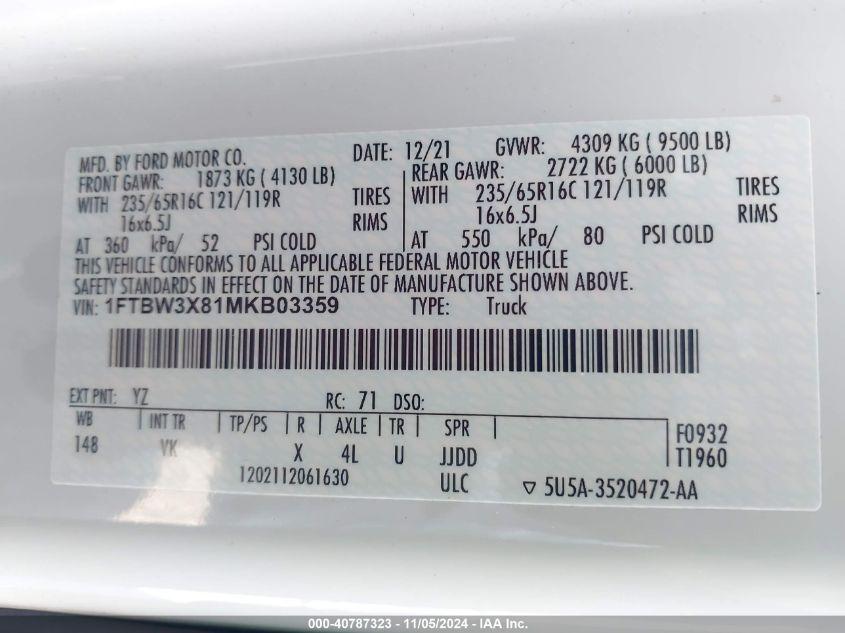 MFD. BY FORD MOTOR CO. DATE: 12/21 GVWR: 4309 KG ( 9500 LB)
FRONT GAWR: 1873 KG ( 4130 LB) REAR GAWR: 2722 KG ( 6000 LB)
WITH 235/65R16C 121/119R TIRES WITH 235/65R16C 121/119R TIRES
16x6.5J RIMS 16x6.5J RIMS
AT 360 kPa/ 52 PSI COLD AT 550 kPa/ 80 PSI COLD
THIS VEHICLE CONFORMS TO ALL APPLICABLE FEDERAL MOTOR VEHICLE
SAFETY STANDARDS IN EFFECT ON THE DATE OF MANUFACTURE SHOWN ABOVE.
VIN: 1FTBW3X81MKB03359 TYPE: Truck
EXT PNT: YZ RC: 71 DSO:
WB INT TR TP/PS R AXLE TR SPR F0932
148 VK X 4L U JJDD T1960
1202112061630 ULC ▽ 5U5A-3520472-AA
000-40787323 - 11/05/2024 - IAA Inc.